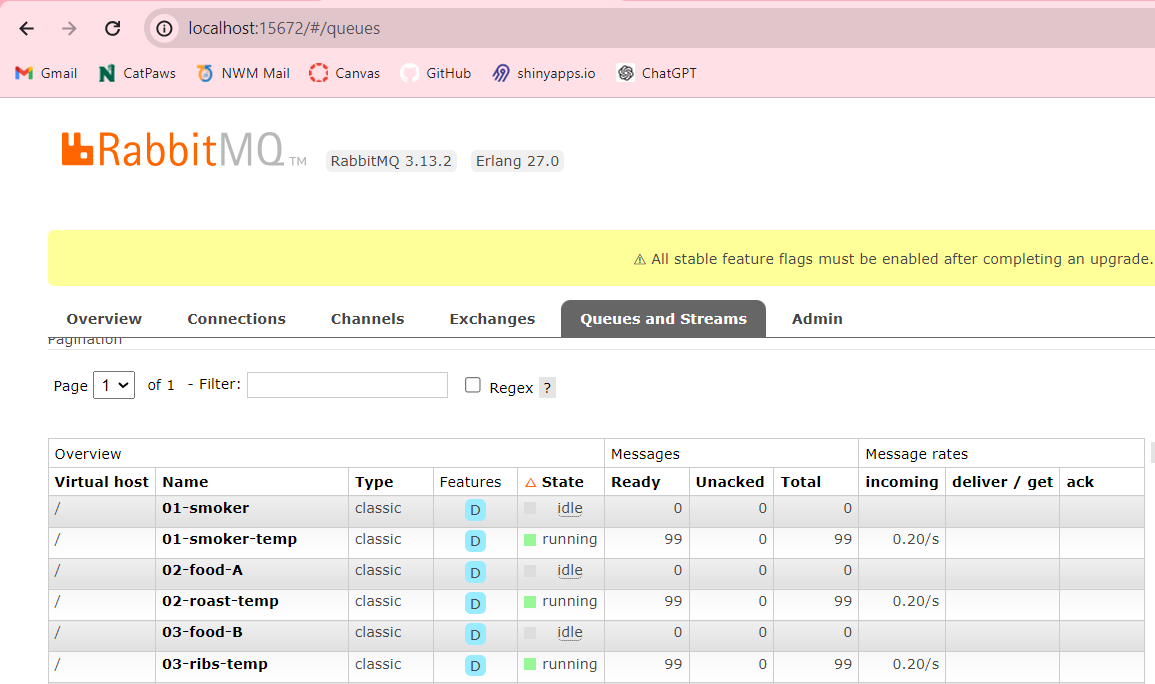 localhost:15672/#/queues
Gmail CatPaws NWM Mail Canvas GitHub shinyapps.io ChatGPT
RabbitMQ TM RabbitMQ 3.13.2 Erlang 27.0
⚠ All stable feature flags must be enabled after completing an upgrade.
Overview Connections Channels Exchanges Queues and Streams Admin
Pagination
Page 1 of 1 - Filter: Regex ?
Overview Messages Message rates
Virtual host Name Type Features △ State Ready Unacked Total incoming deliver / get ack
/ 01-smoker classic D idle 0 0 0
/ 01-smoker-temp classic D running 99 0 99 0.20/s
/ 02-food-A classic D idle 0 0 0
/ 02-roast-temp classic D running 99 0 99 0.20/s
/ 03-food-B classic D idle 0 0 0
/ 03-ribs-temp classic D running 99 0 99 0.20/s